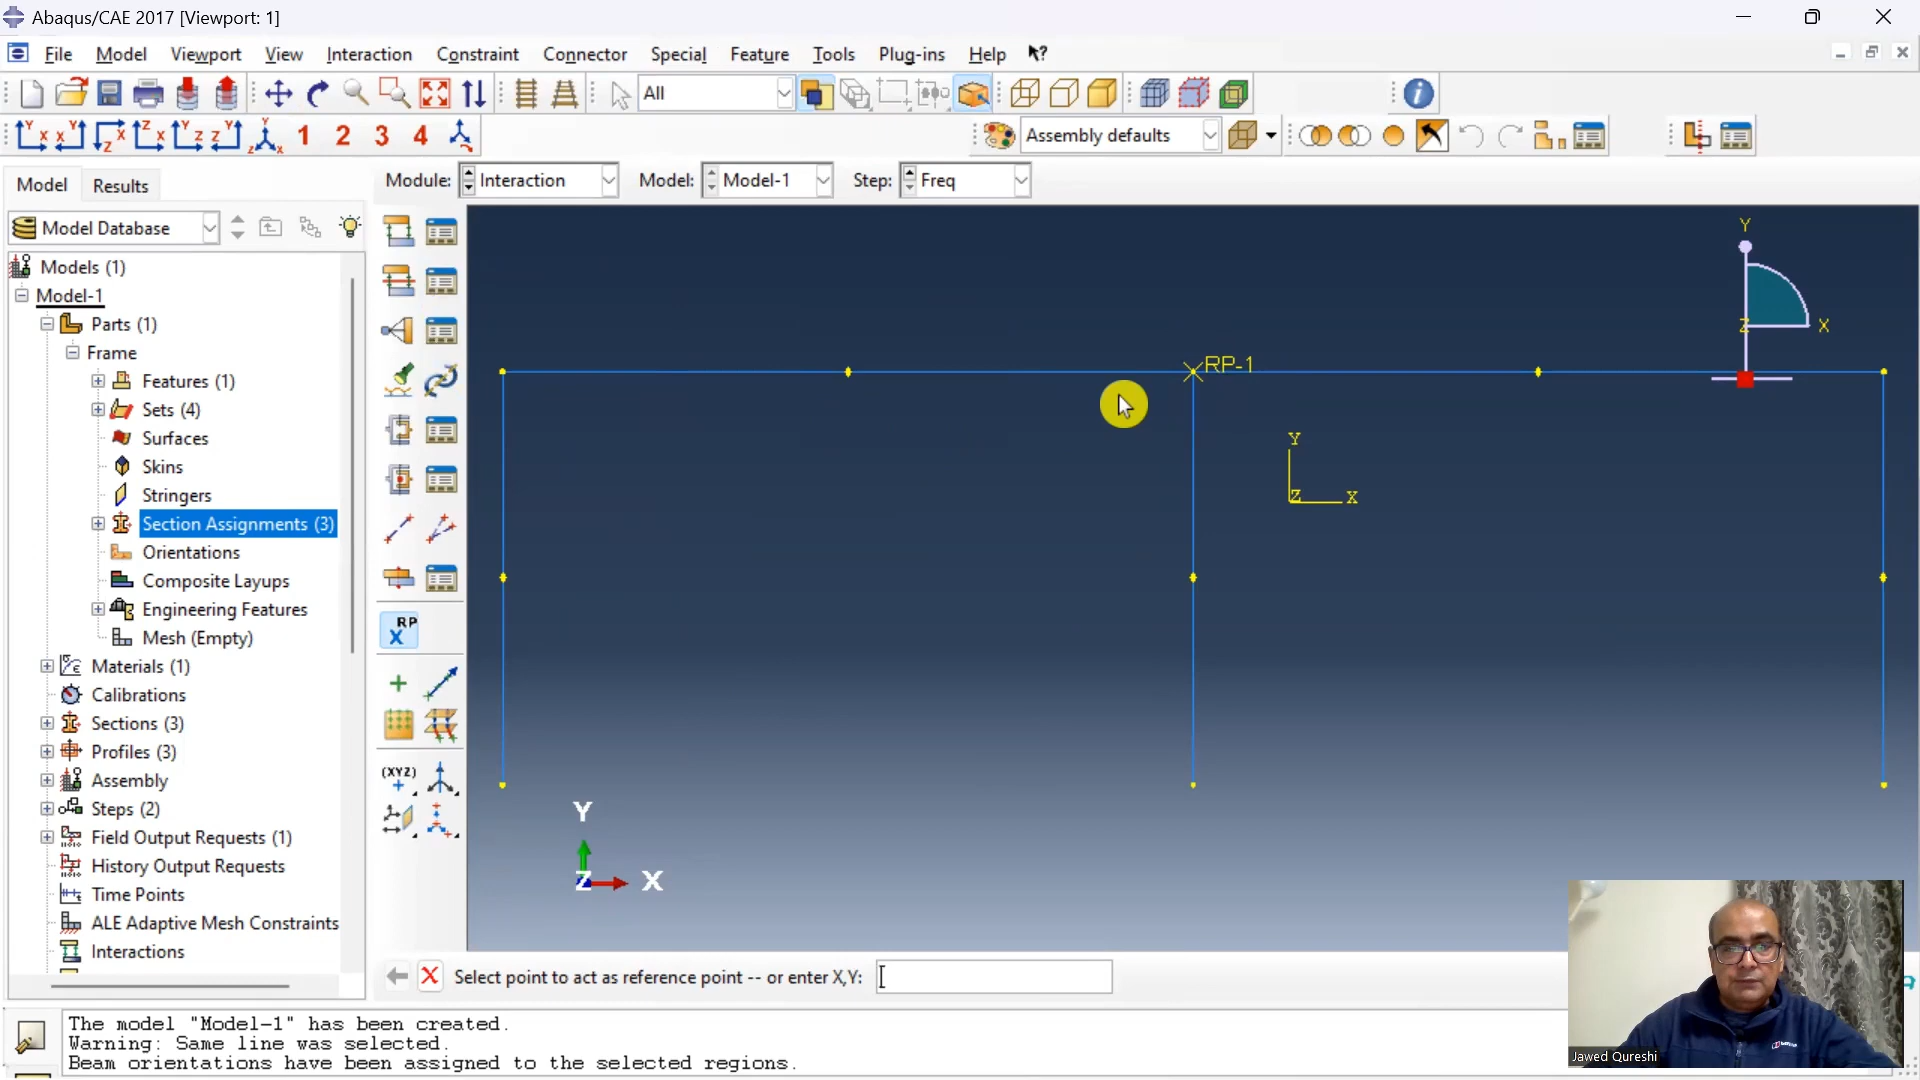 Abaqus/CAE 2017 [Viewport: 1]
File Model Viewport View Interaction Constraint Connector Special Feature Tools Plug-ins Help
All
1 2 3 4
Assembly defaults
Model Results
Module: Interaction Model: Model-1 Step: Freq
Model Database
Models (1)
Model-1
Parts (1)
Frame
Features (1)
Sets (4)
Surfaces
Skins
Stringers
Section Assignments (3)
Orientations
Composite Layups
Engineering Features
Mesh (Empty)
Materials (1)
Calibrations
Sections (3)
Profiles (3)
Assembly
Steps (2)
Field Output Requests (1)
History Output Requests
Time Points
ALE Adaptive Mesh Constraints
Interactions
RP
(XYZ)
Y
Z X
RP-1
Y
Z X
Y
Z X
Select point to act as reference point -- or enter X,Y:
The model "Model-1" has been created.
Warning: Same line was selected.
Beam orientations have been assigned to the selected regions.
Jawed Qureshi